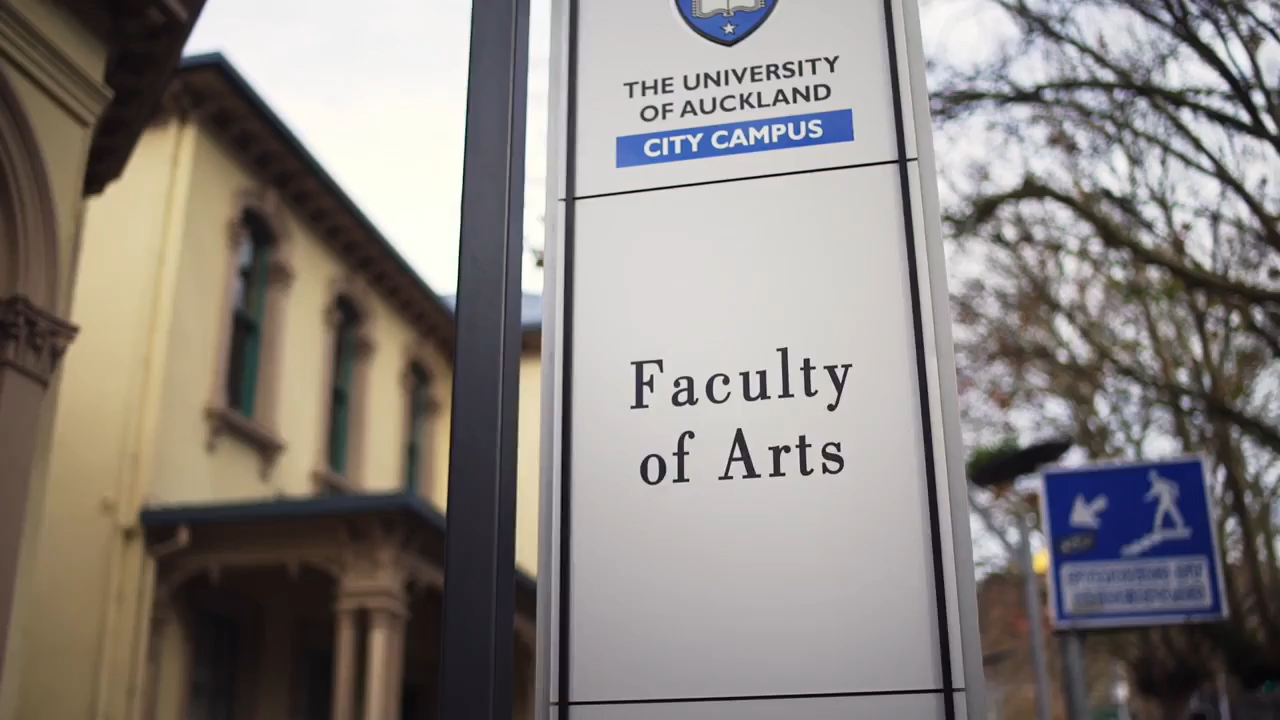 THE UNIVERSITY
OF AUCKLAND
CITY CAMPUS
Faculty
of Arts